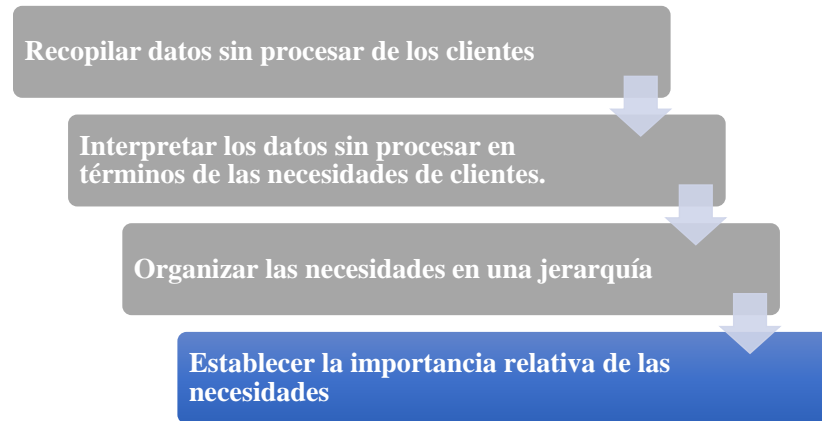 Recopilar datos sin procesar de los clientes
Interpretar los datos sin procesar en
términos de las necesidades de clientes.
Organizar las necesidades en una jerarquía
Establecer la importancia relativa de las
necesidades